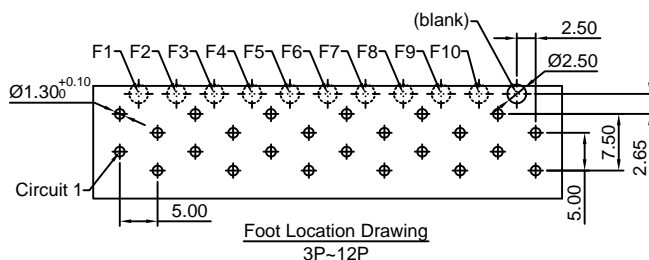 (blank)
2.50
F1 F2 F3 F4 F5 F6 F7 F8 F9 F10
Ø2.50
Ø1.30 +0.10 0
7.50
2.65
Circuit 1
5.00
5.00
Foot Location Drawing
3P~12P